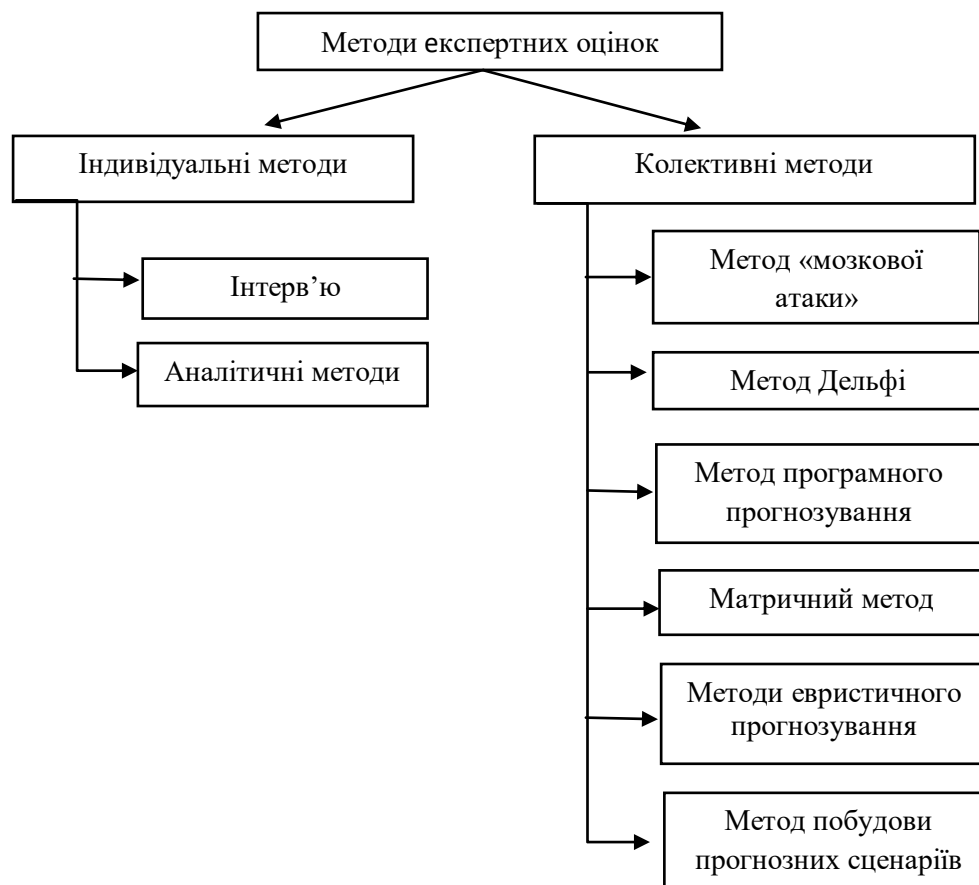 Методи експертних оцінок
Індивідуальні методи
Колективні методи
Інтерв’ю
Аналітичні методи
Метод «мозкової
атаки»
Метод Дельфі
Метод програмного
прогнозування
Матричний метод
Методи евристичного
прогнозування
Метод побудови
прогнозних сценаріїв